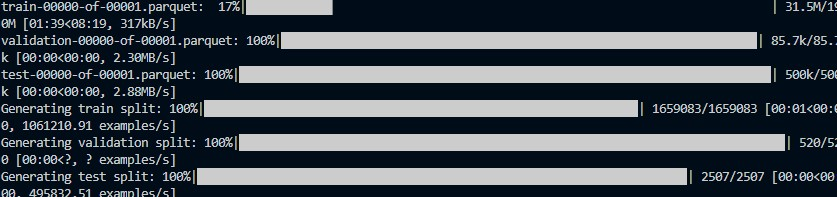 train-00000-of-00001.parquet:  17%|          | 31.5M/19
0M [01:39<08:19, 317kB/s]
validation-00000-of-00001.parquet: 100%|          | 85.7k/85.7
k [00:00<00:00, 2.30MB/s]
test-00000-of-00001.parquet: 100%|          | 500k/500
k [00:00<00:00, 2.88MB/s]
Generating train split: 100%|          | 1659083/1659083 [00:01<00:0
0, 1061210.91 examples/s]
Generating validation split: 100%|          | 520/52
0 [00:00<?, ? examples/s]
Generating test split: 100%|          | 2507/2507 [00:00<00:
00, 495832.51 examples/s]